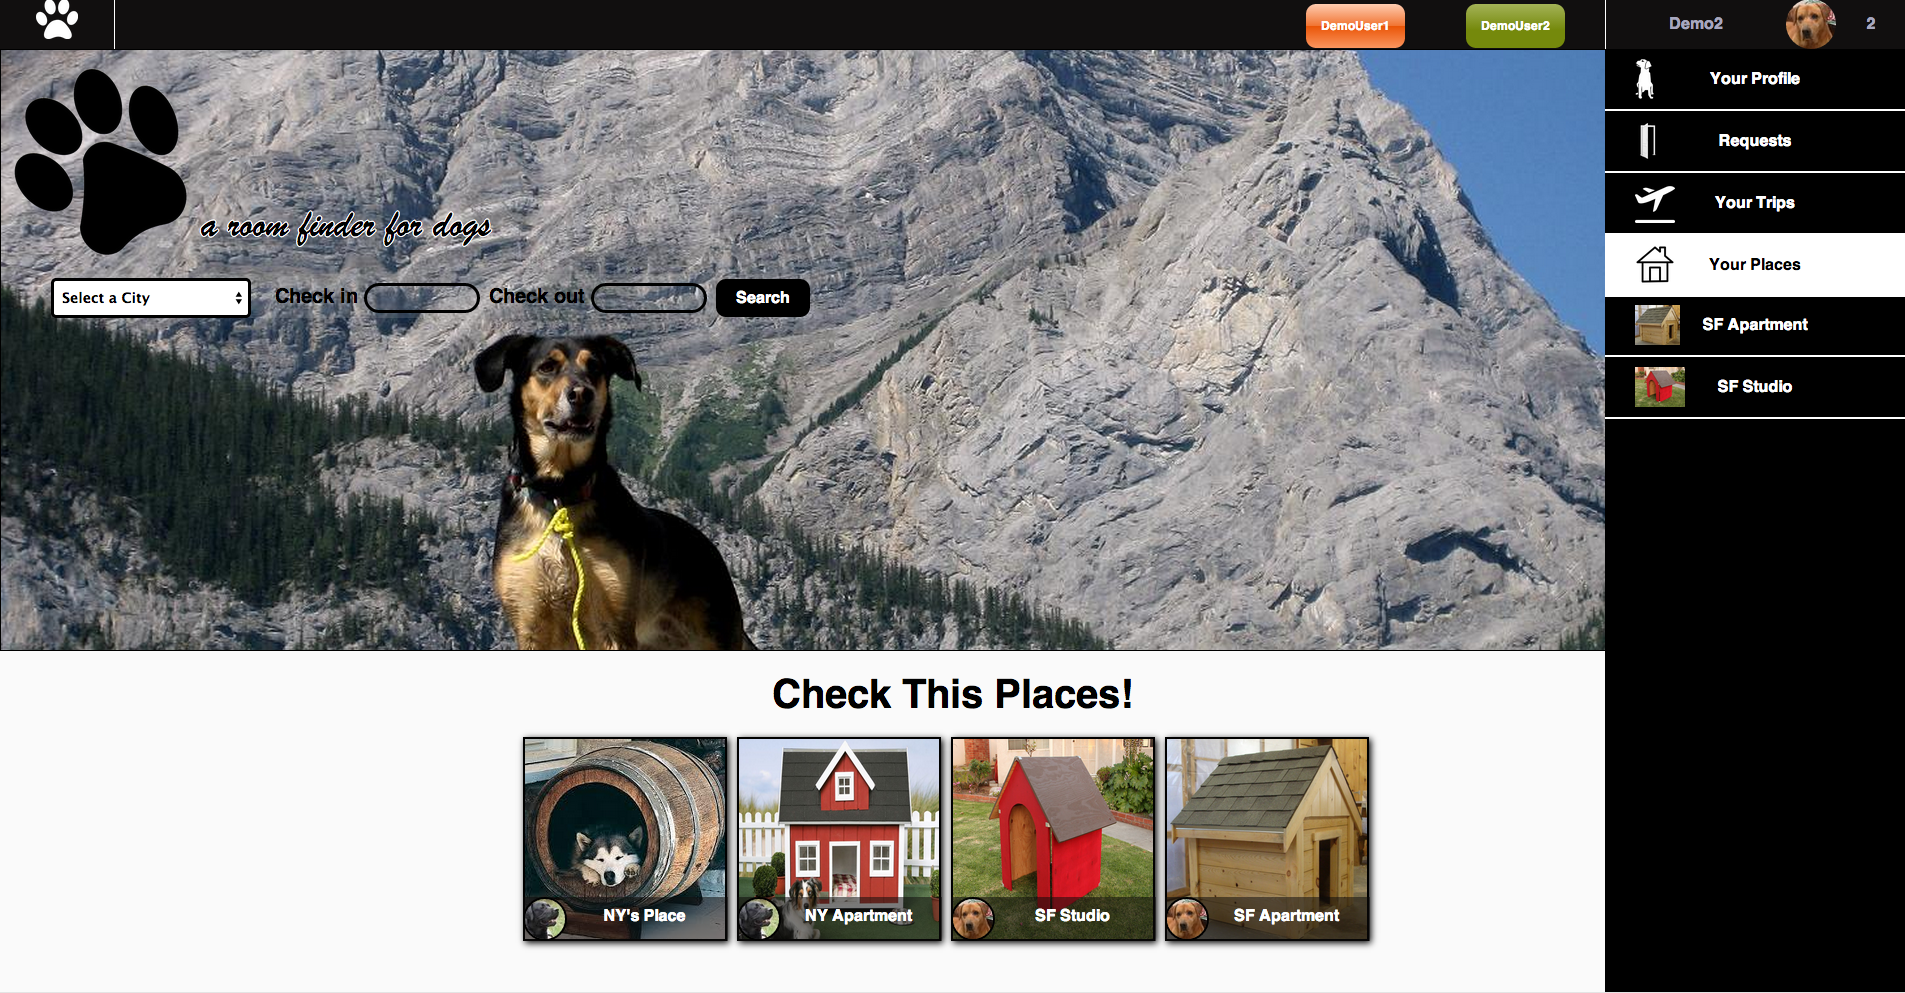 DemoUser1
DemoUser2
Demo2
2
Your Profile
Requests
Your Trips
Your Places
SF Apartment
SF Studio
a room finder for dogs
Select a City
Check in
Check out
Search
Check This Places!
NY's Place
NY Apartment
SF Studio
SF Apartment